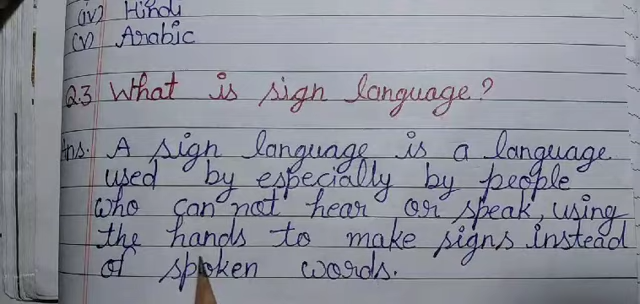 (iv) Hindi
(v) Arabic
Q.3 What is sign language?
Ans. A sign language is a language
used by especially by people
who can not hear or speak, using
the hands to make signs instead
of spoken words.